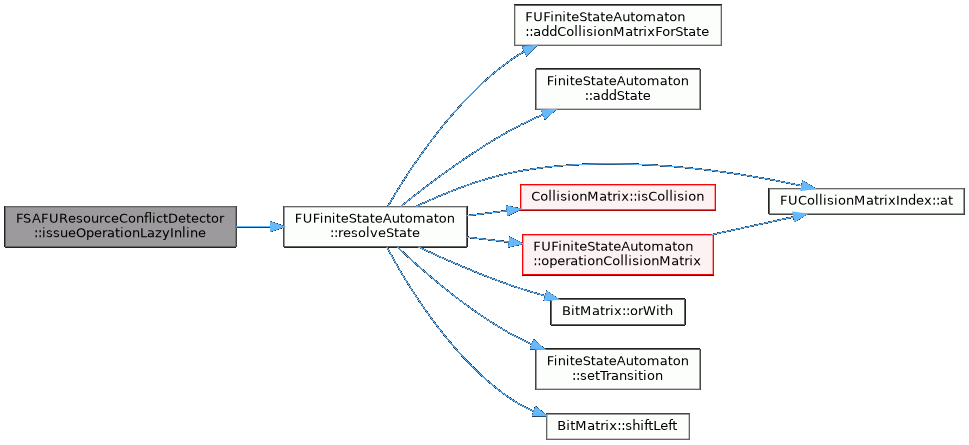 FUFiniteStateAutomaton
::addCollisionMatrixForState
FiniteStateAutomaton
::addState
CollisionMatrix::isCollision
FUCollisionMatrixIndex::at
FSAFUResourceConflictDetector
::issueOperationLazyInline
FUFiniteStateAutomaton
::resolveState
FUFiniteStateAutomaton
::operationCollisionMatrix
BitMatrix::orWith
FiniteStateAutomaton
::setTransition
BitMatrix::shiftLeft